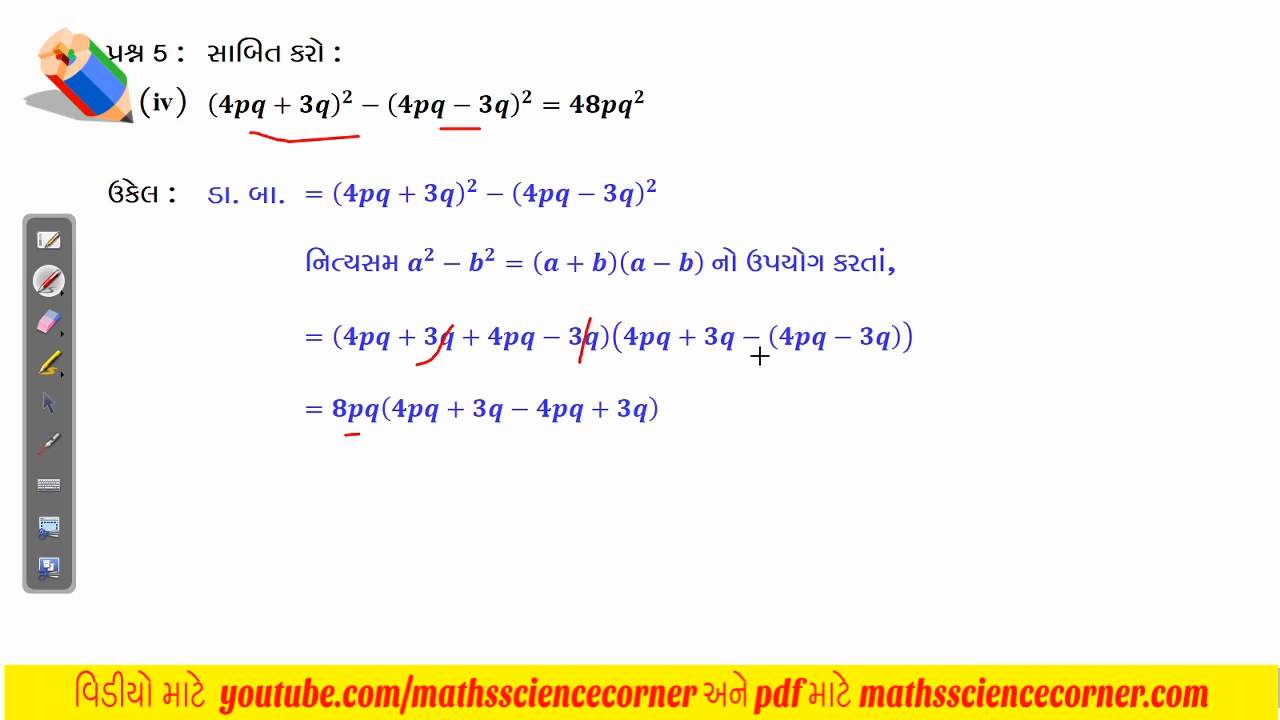 પ્રશ્ન 5 : સાબિત કરો :
(iv) (4pq + 3q)² − (4pq − 3q)² = 48pq²
ઉકેલ : ડા. બા. = (4pq + 3q)² − (4pq − 3q)²
નિત્યસમ a² − b² = (a + b)(a − b) નો ઉપયોગ કરતાં,
= (4pq + 3q + 4pq − 3q)(4pq + 3q − (4pq − 3q))
= 8pq(4pq + 3q − 4pq + 3q)
વિડીયો માટે youtube.com/mathssciencecorner અને pdf માટે mathssciencecorner.com